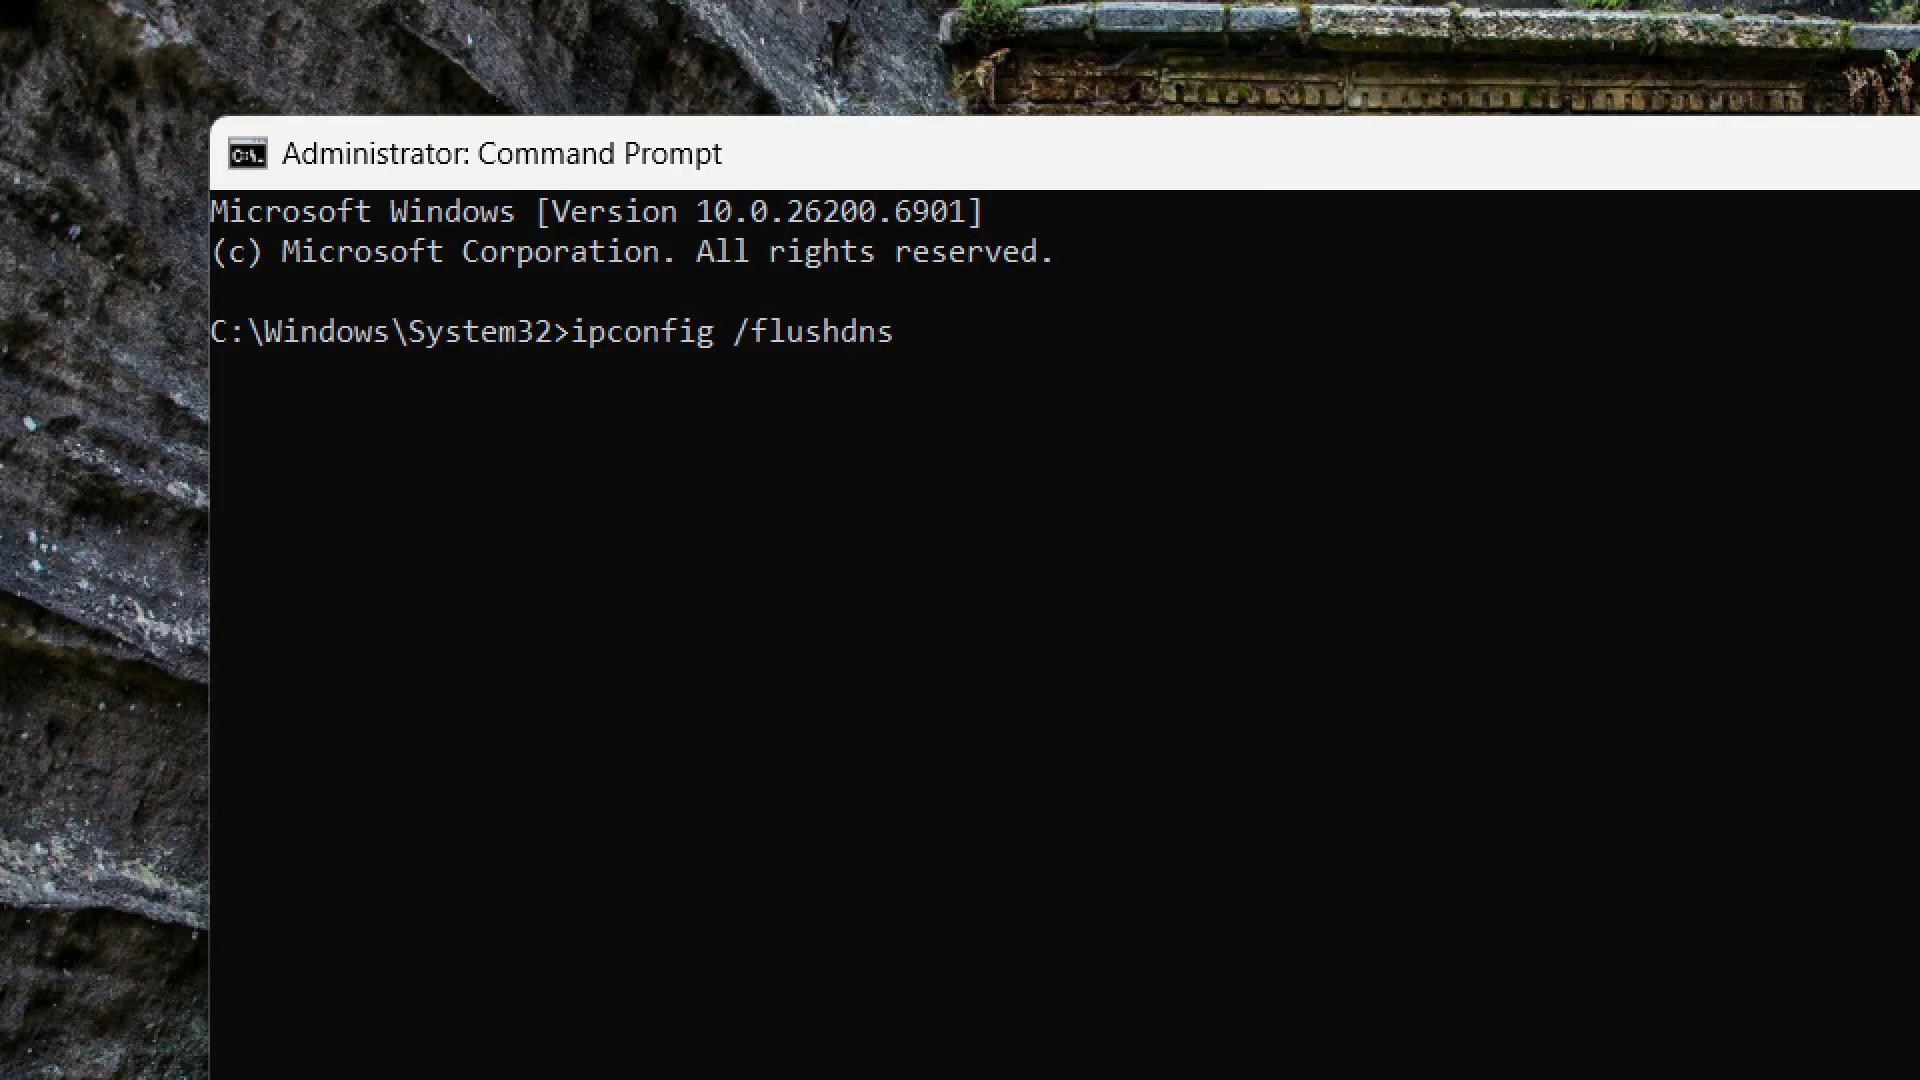 Administrator: Command Prompt
Microsoft Windows [Version 10.0.26200.6901]
(c) Microsoft Corporation. All rights reserved.
C:\Windows\System32>ipconfig /flushdns